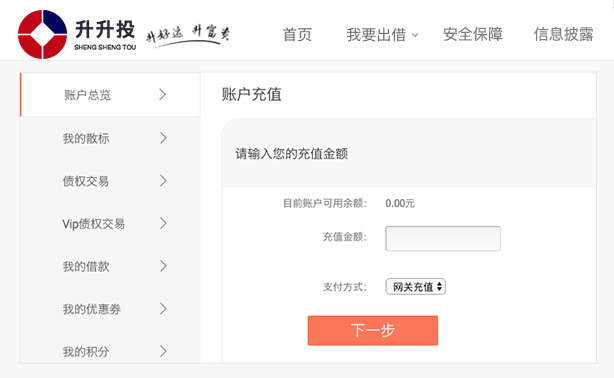 升升投
SHENG SHENG TOU
升好运 升富贵
首页
我要出借
安全保障
信息披露
账户总览
我的散标
债权交易
Vip债权交易
我的借款
我的优惠券
我的积分
账户充值
请输入您的充值金额
目前账户可用余额： 0.00元
充值金额：
支付方式： 网关充值
下一步